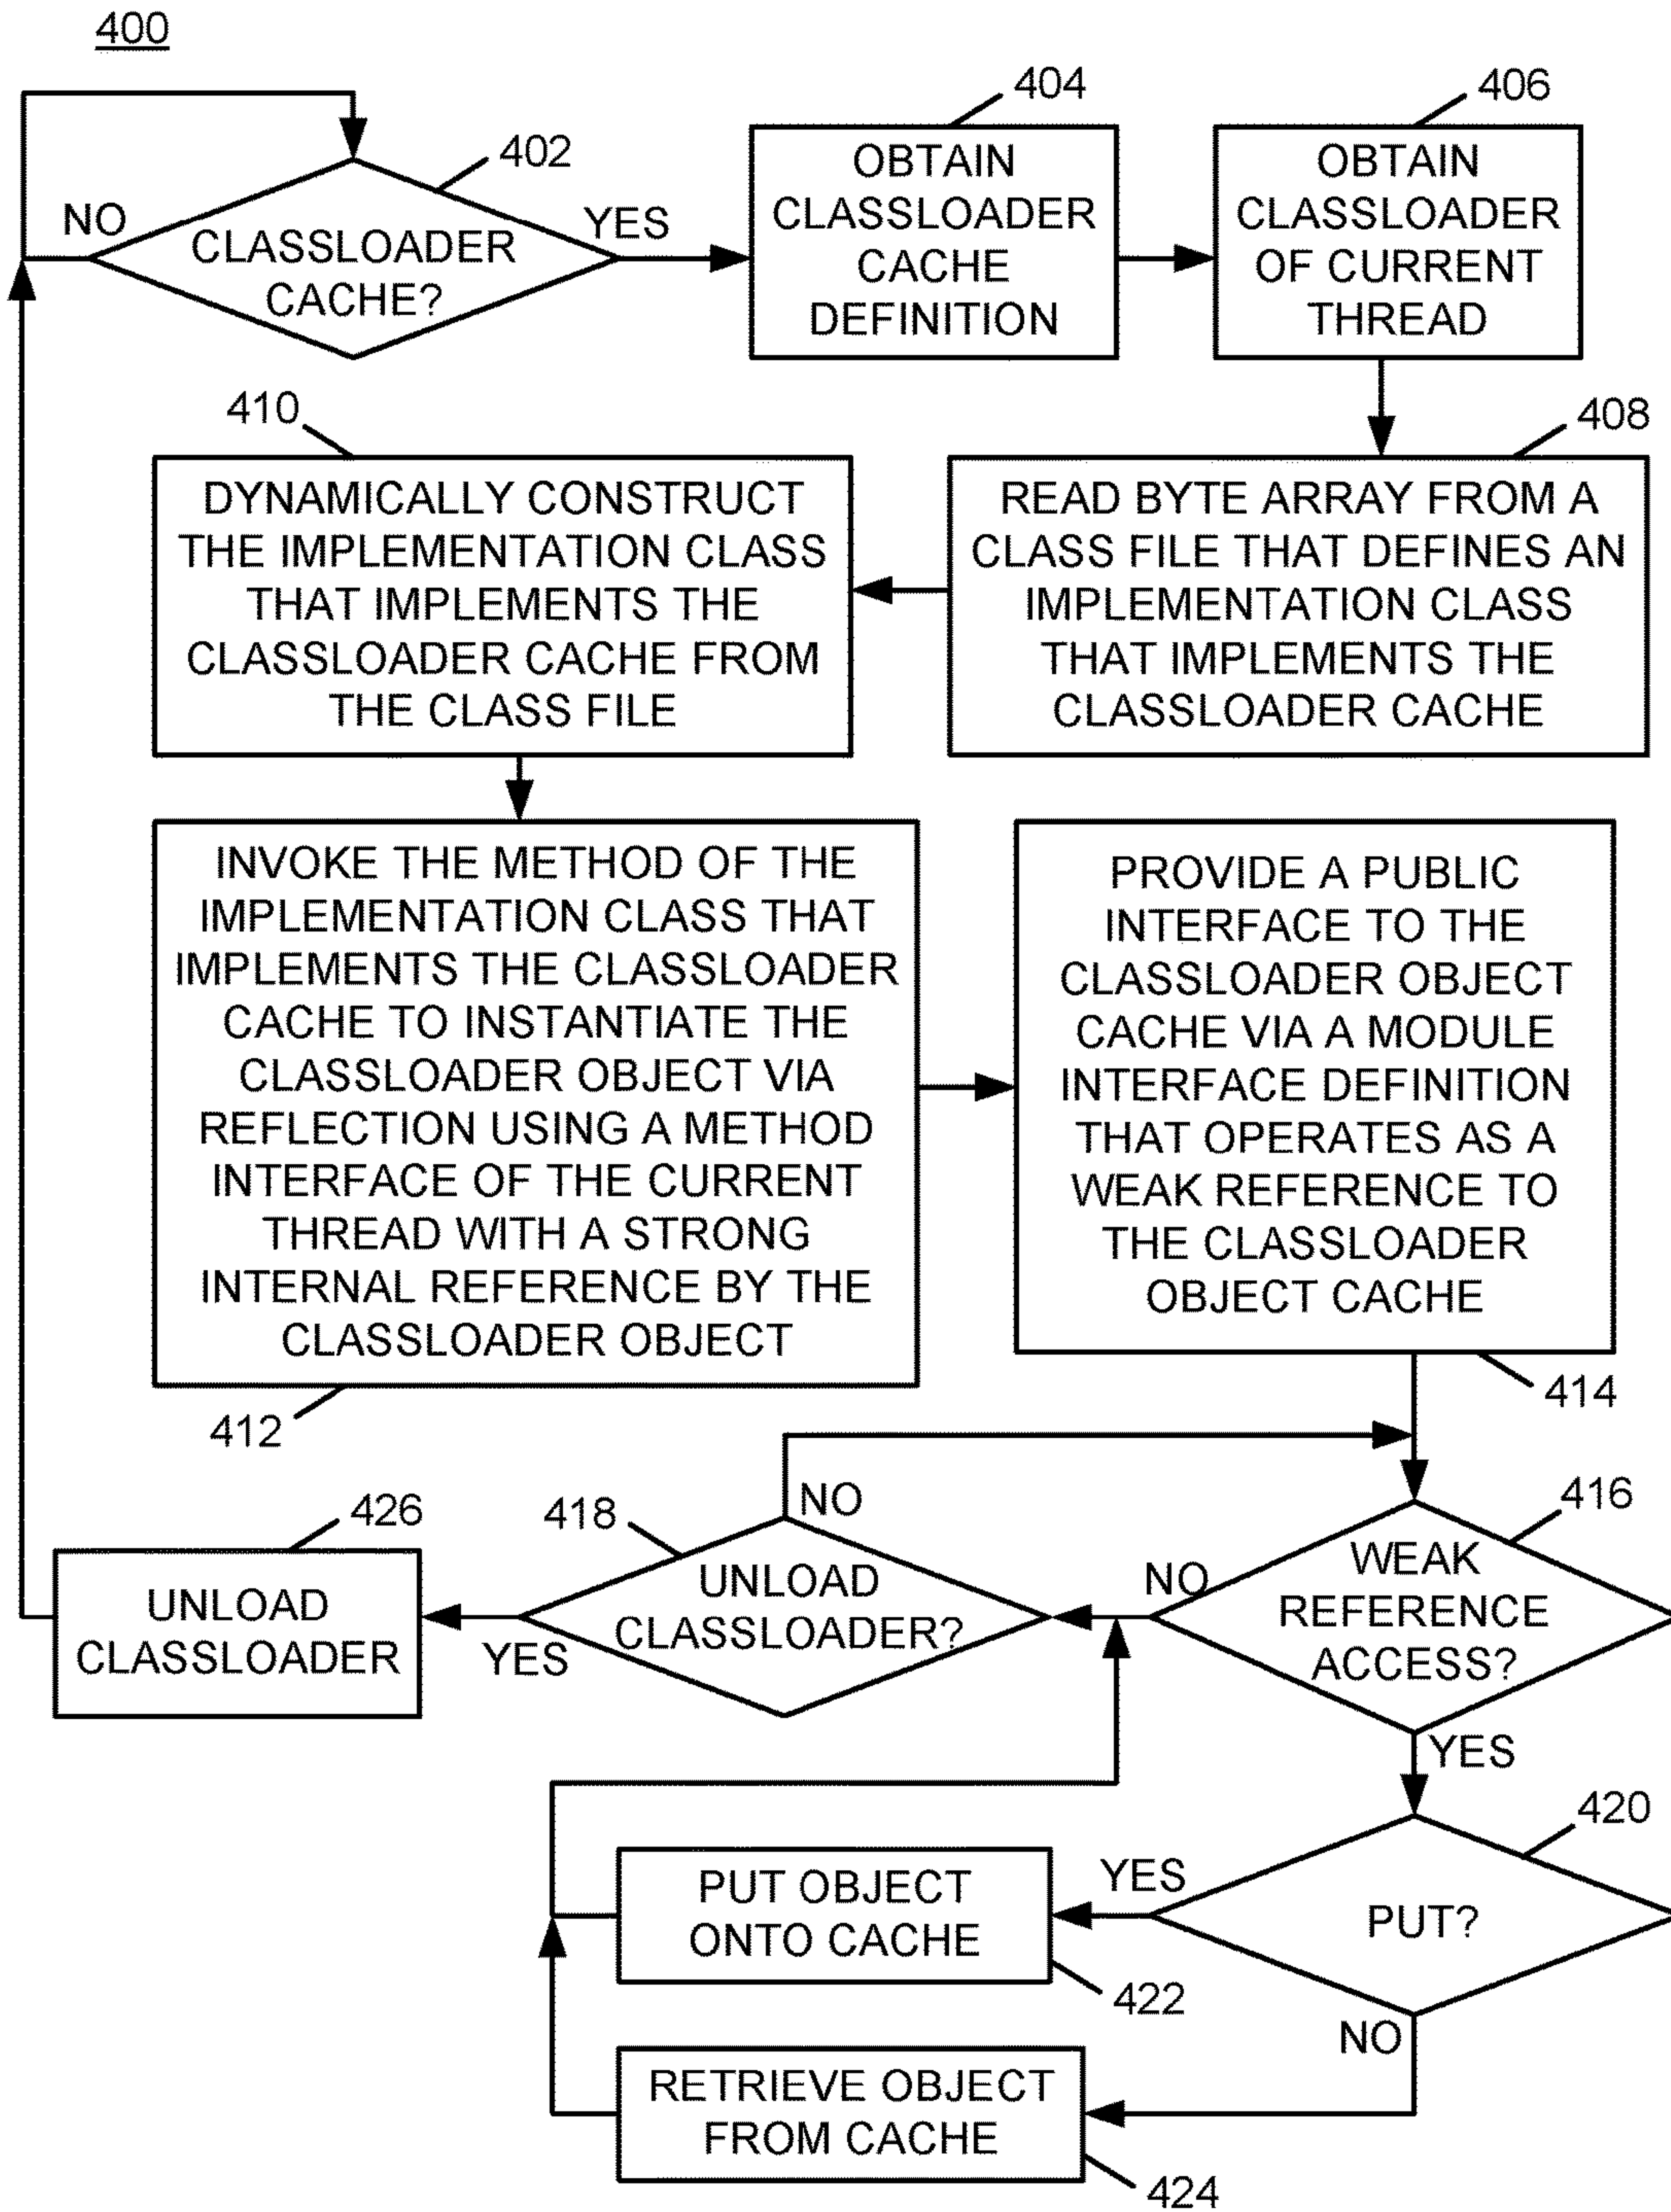 400
402
NO
CLASSLOADER
CACHE?
YES
404
OBTAIN
CLASSLOADER
CACHE
DEFINITION
406
OBTAIN
CLASSLOADER
OF CURRENT
THREAD
408
READ BYTE ARRAY FROM A
CLASS FILE THAT DEFINES AN
IMPLEMENTATION CLASS
THAT IMPLEMENTS THE
CLASSLOADER CACHE
410
DYNAMICALLY CONSTRUCT
THE IMPLEMENTATION CLASS
THAT IMPLEMENTS THE
CLASSLOADER CACHE FROM
THE CLASS FILE
INVOKE THE METHOD OF THE
IMPLEMENTATION CLASS THAT
IMPLEMENTS THE CLASSLOADER
CACHE TO INSTANTIATE THE
CLASSLOADER OBJECT VIA
REFLECTION USING A METHOD
INTERFACE OF THE CURRENT
THREAD WITH A STRONG
INTERNAL REFERENCE BY THE
CLASSLOADER OBJECT
412
PROVIDE A PUBLIC
INTERFACE TO THE
CLASSLOADER OBJECT
CACHE VIA A MODULE
INTERFACE DEFINITION
THAT OPERATES AS A
WEAK REFERENCE TO
THE CLASSLOADER
OBJECT CACHE
414
416
WEAK
REFERENCE
ACCESS?
NO
YES
418
NO
UNLOAD
CLASSLOADER?
YES
426
UNLOAD
CLASSLOADER
420
PUT?
YES
NO
PUT OBJECT
ONTO CACHE
422
RETRIEVE OBJECT
FROM CACHE
424